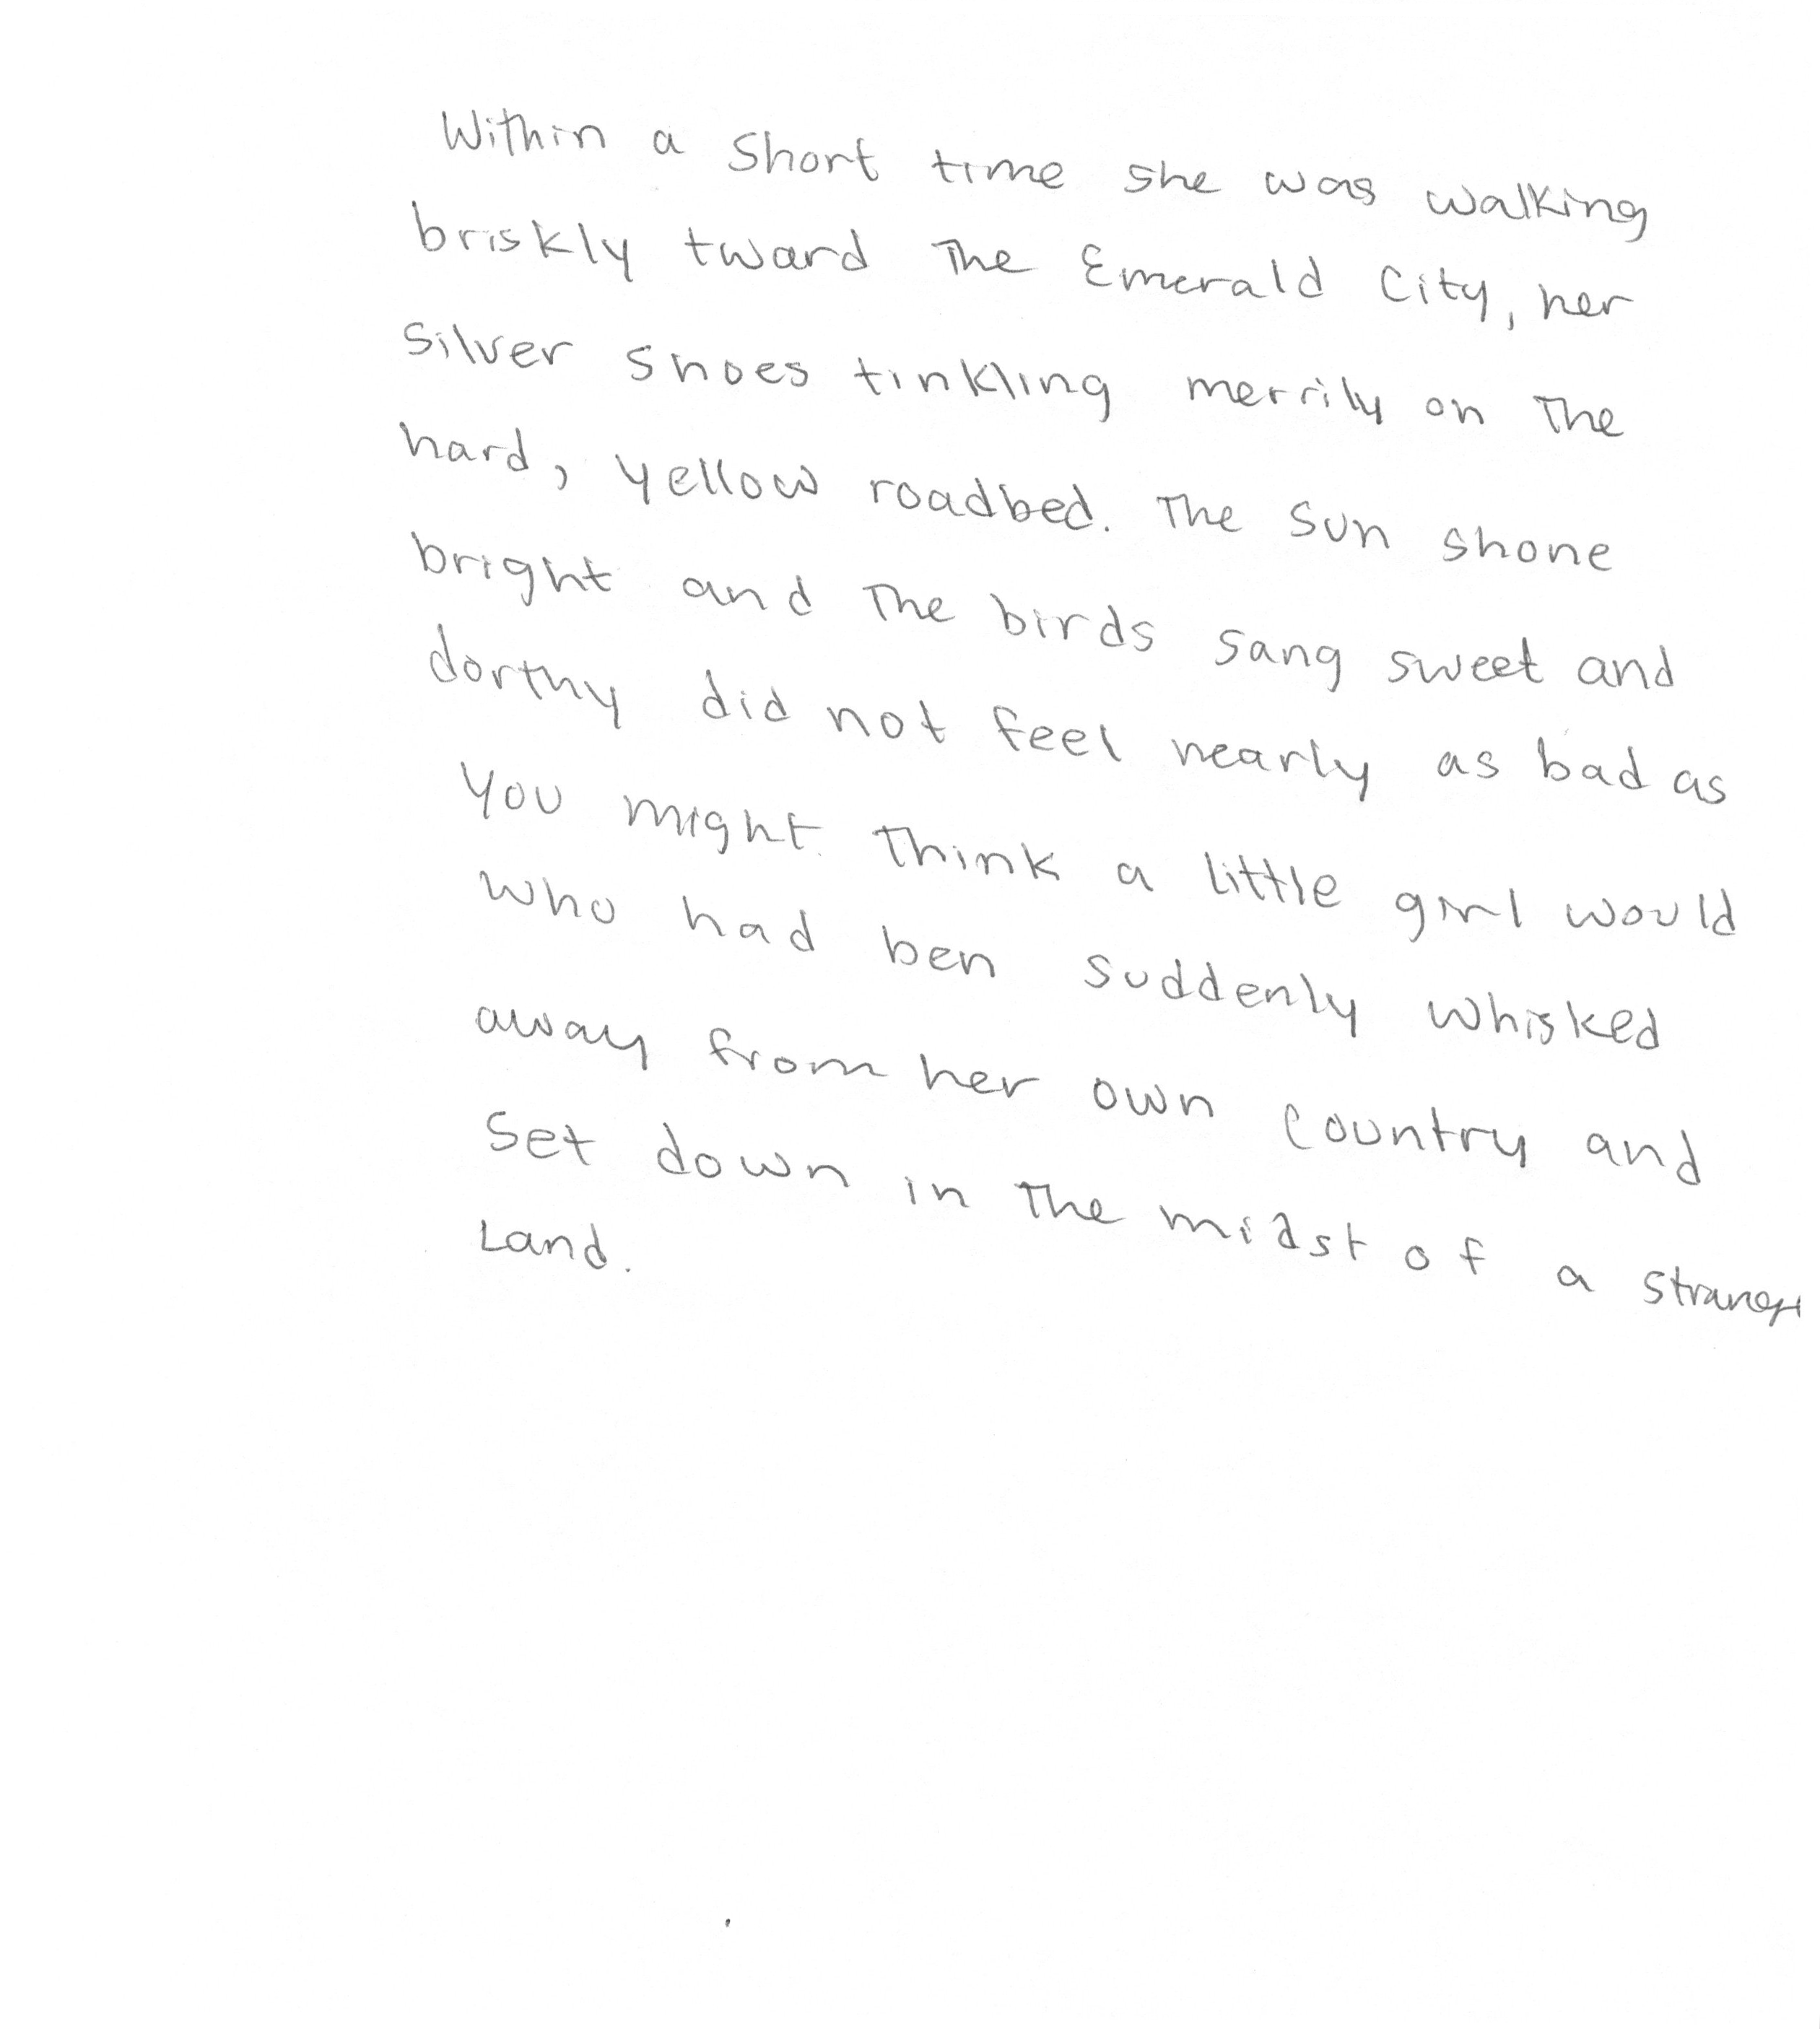 Within a short time she was walking
briskly tward the Emerald City, her
silver shoes tinkling merrily on the
hard, yellow roadbed. The sun shone
bright and the birds sang sweet and
dorthy did not feel nearly as bad as
you might think a little girl would
who had ben suddenly whisked
away from her own country and
set down in the midst of a strange
Land.